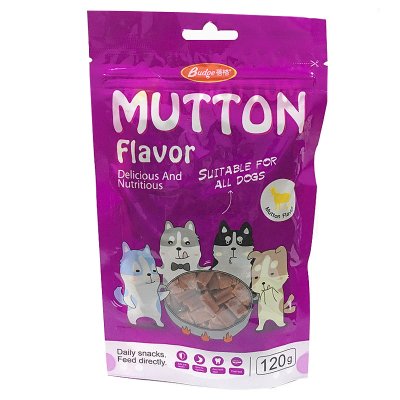 Budge
MUTTON
Flavor
Delicious And
Nutritious
SUITABLE FOR
ALL DOGS
Mutton Flavor
Daily snacks.
Feed directly.
120g